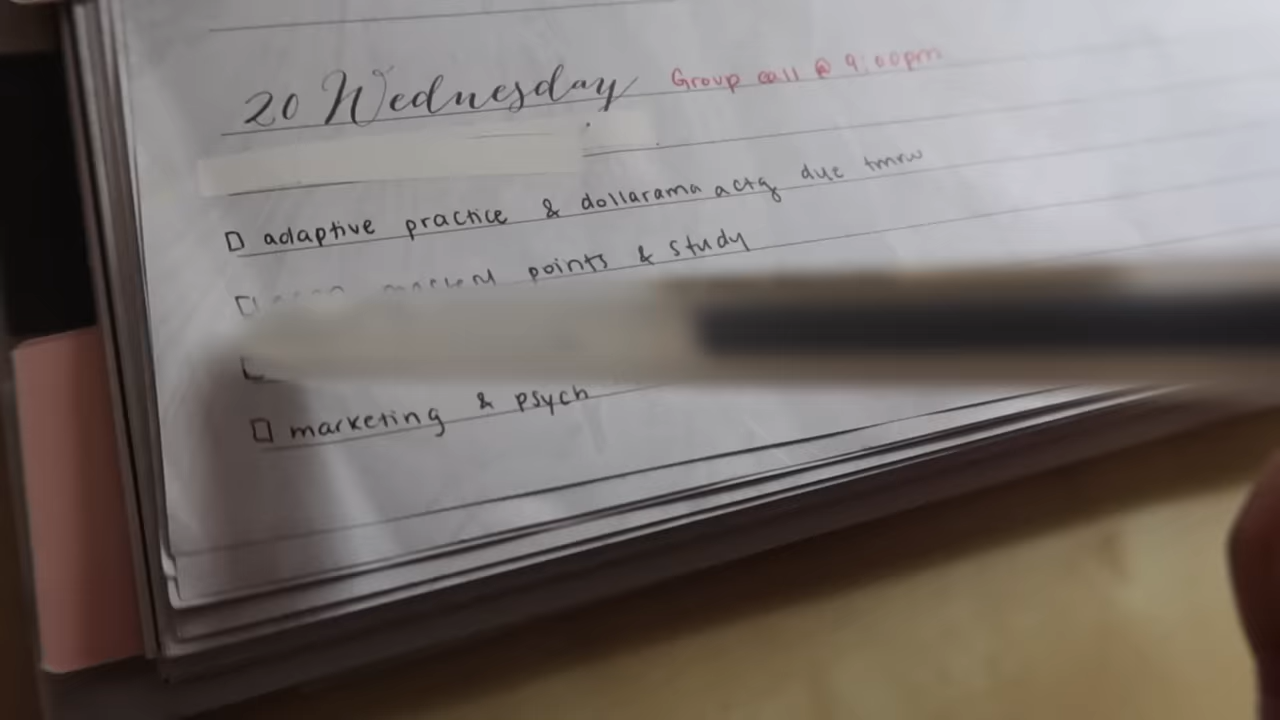 20 Wednesday Group call @ 9:00pm
adaptive practice & dollarama actg due tmrw
points & study
marketing & psych